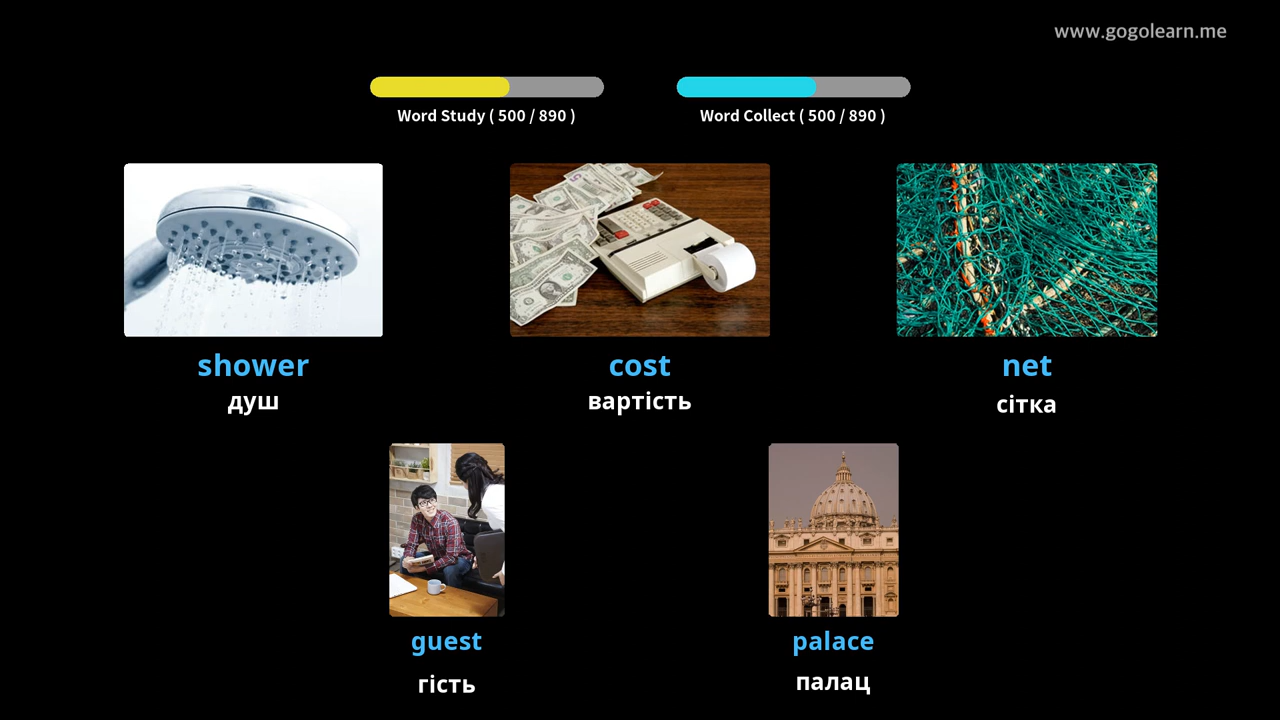 www.gogolearn.me
Word Study ( 500 / 890 )
Word Collect ( 500 / 890 )
shower
душ
cost
вартість
net
сітка
guest
гість
palace
палац